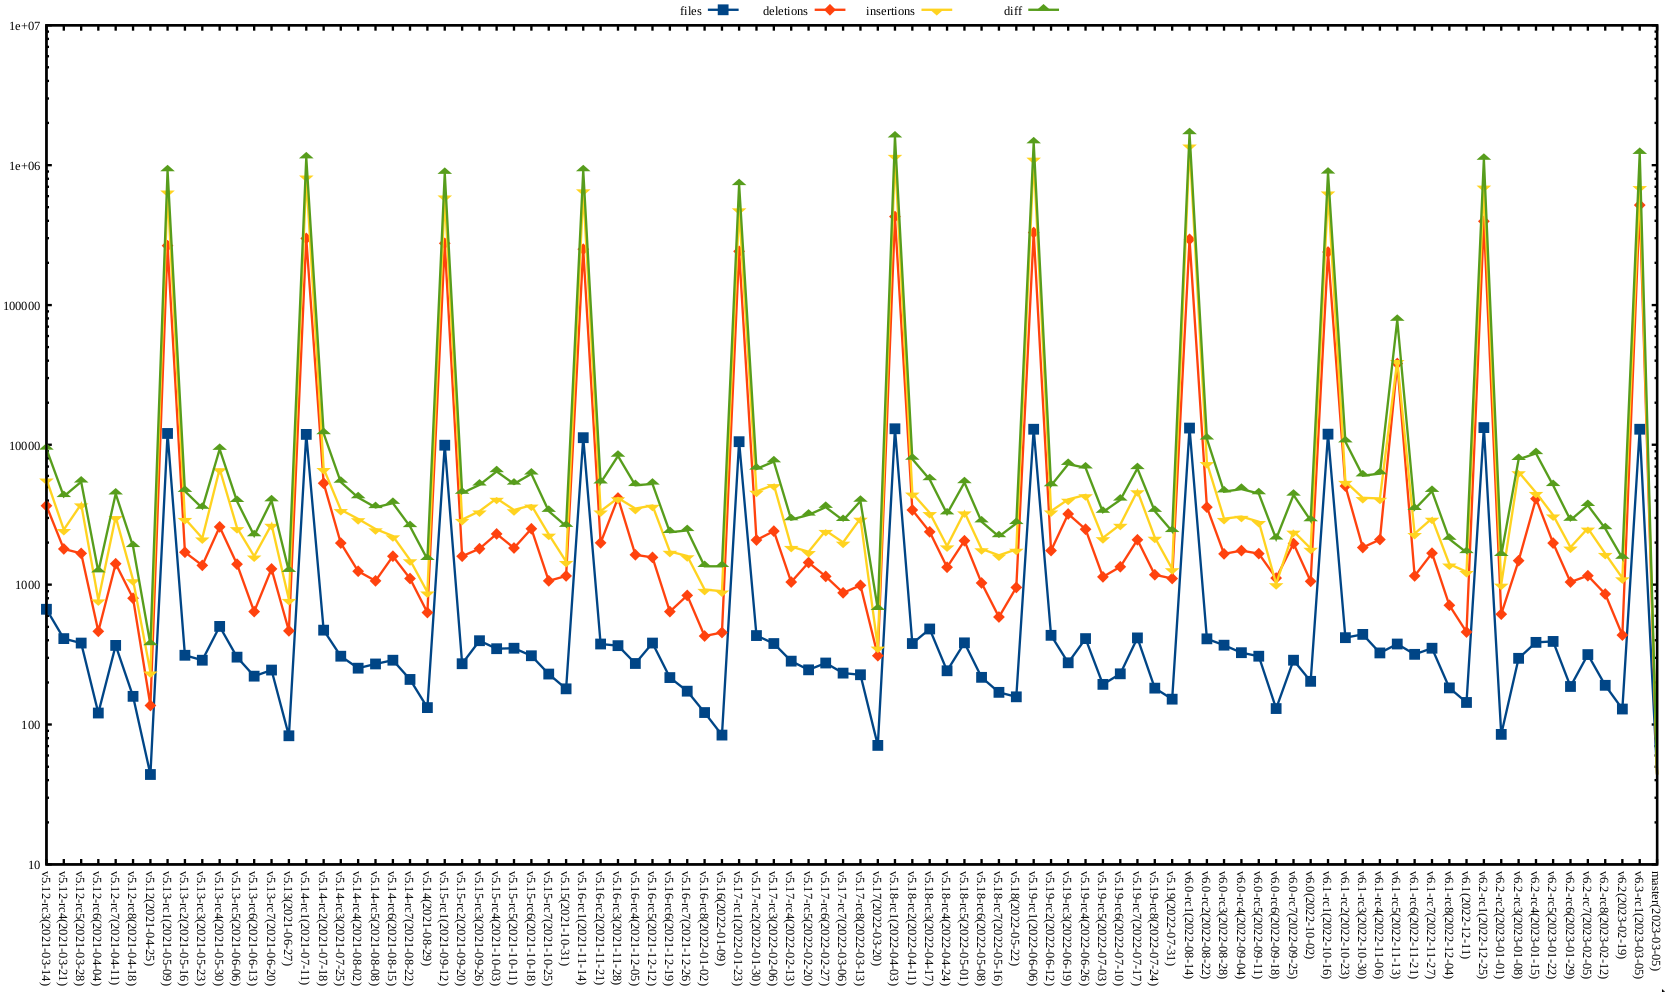 files deletions insertions diff
1e+07
1e+06
100000
10000
1000
100
10
v5.12-rc3(2021-03-14)
v5.12-rc4(2021-03-21)
v5.12-rc5(2021-03-28)
v5.12-rc6(2021-04-04)
v5.12-rc7(2021-04-11)
v5.12-rc8(2021-04-18)
v5.12(2021-04-25)
v5.13-rc1(2021-05-09)
v5.13-rc2(2021-05-16)
v5.13-rc3(2021-05-23)
v5.13-rc4(2021-05-30)
v5.13-rc5(2021-06-06)
v5.13-rc6(2021-06-13)
v5.13-rc7(2021-06-20)
v5.13(2021-06-27)
v5.14-rc1(2021-07-11)
v5.14-rc2(2021-07-18)
v5.14-rc3(2021-07-25)
v5.14-rc4(2021-08-02)
v5.14-rc5(2021-08-08)
v5.14-rc6(2021-08-15)
v5.14-rc7(2021-08-22)
v5.14(2021-08-29)
v5.15-rc1(2021-09-12)
v5.15-rc2(2021-09-20)
v5.15-rc3(2021-09-26)
v5.15-rc4(2021-10-03)
v5.15-rc5(2021-10-11)
v5.15-rc6(2021-10-18)
v5.15-rc7(2021-10-25)
v5.15(2021-10-31)
v5.16-rc1(2021-11-14)
v5.16-rc2(2021-11-21)
v5.16-rc3(2021-11-28)
v5.16-rc4(2021-12-05)
v5.16-rc5(2021-12-12)
v5.16-rc6(2021-12-19)
v5.16-rc7(2021-12-26)
v5.16-rc8(2022-01-02)
v5.16(2022-01-09)
v5.17-rc1(2022-01-23)
v5.17-rc2(2022-01-30)
v5.17-rc3(2022-02-06)
v5.17-rc4(2022-02-13)
v5.17-rc5(2022-02-20)
v5.17-rc6(2022-02-27)
v5.17-rc7(2022-03-06)
v5.17-rc8(2022-03-13)
v5.17(2022-03-20)
v5.18-rc1(2022-04-03)
v5.18-rc2(2022-04-11)
v5.18-rc3(2022-04-17)
v5.18-rc4(2022-04-24)
v5.18-rc5(2022-05-01)
v5.18-rc6(2022-05-08)
v5.18-rc7(2022-05-16)
v5.18(2022-05-22)
v5.19-rc1(2022-06-06)
v5.19-rc2(2022-06-12)
v5.19-rc3(2022-06-19)
v5.19-rc4(2022-06-26)
v5.19-rc5(2022-07-03)
v5.19-rc6(2022-07-10)
v5.19-rc7(2022-07-17)
v5.19-rc8(2022-07-24)
v5.19(2022-07-31)
v6.0-rc1(2022-08-14)
v6.0-rc2(2022-08-22)
v6.0-rc3(2022-08-28)
v6.0-rc4(2022-09-04)
v6.0-rc5(2022-09-11)
v6.0-rc6(2022-09-18)
v6.0-rc7(2022-09-25)
v6.0(2022-10-02)
v6.1-rc1(2022-10-16)
v6.1-rc2(2022-10-23)
v6.1-rc3(2022-10-30)
v6.1-rc4(2022-11-06)
v6.1-rc5(2022-11-13)
v6.1-rc6(2022-11-21)
v6.1-rc7(2022-11-27)
v6.1-rc8(2022-12-04)
v6.1(2022-12-11)
v6.2-rc1(2022-12-25)
v6.2-rc2(2023-01-01)
v6.2-rc3(2023-01-08)
v6.2-rc4(2023-01-15)
v6.2-rc5(2023-01-22)
v6.2-rc6(2023-01-29)
v6.2-rc7(2023-02-05)
v6.2-rc8(2023-02-12)
v6.2(2023-02-19)
v6.3-rc1(2023-03-05)
master(2023-03-05)